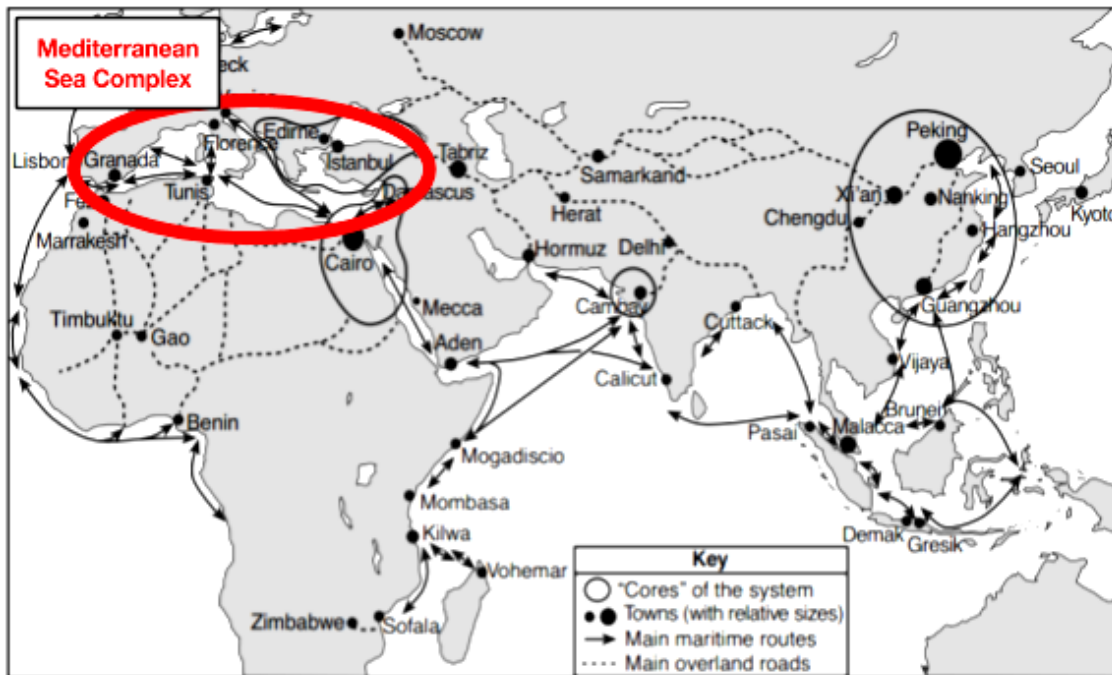 Mediterranean
Sea Complex
eck
Moscow
Lisbon
Granada
Florence
Edirne
Istanbul
Tabriz
Tunis
Damascus
Fe
Marrakesh
Cairo
Samarkand
Herat
Hormuz
Delhi
Mecca
Cambay
Cuttack
Aden
Calicut
Timbuktu
Gao
Benin
Peking
Seoul
Xi'an
Nanking
Kyoto
Chengdu
Hangzhou
Guangzhou
Vijaya
Brunei
Pasai
Malacca
Mogadiscio
Mombasa
Kilwa
Vohemar
Demak
Gresik
Zimbabwe
Sofala
Key
"Cores" of the system
Towns (with relative sizes)
Main maritime routes
Main overland roads